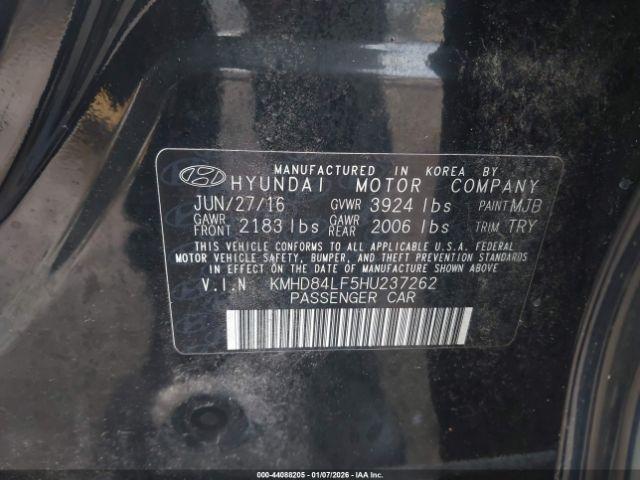 MANUFACTURED IN KOREA BY
HYUNDAI MOTOR COMPANY
JUN/27/16 GVWR 3924 lbs PAINT MJB
GAWR FRONT 2183 lbs GAWR REAR 2006 lbs TRIM TRY
THIS VEHICLE CONFORMS TO ALL APPLICABLE U.S.A. FEDERAL
MOTOR VEHICLE SAFETY, BUMPER, AND THEFT PREVENTION STANDARDS
IN EFFECT ON THE DATE OF MANUFACTURE SHOWN ABOVE
V.I.N KMHD84LF5HU237262
PASSENGER CAR
000-44088205 - 01/07/2026 - IAA Inc.